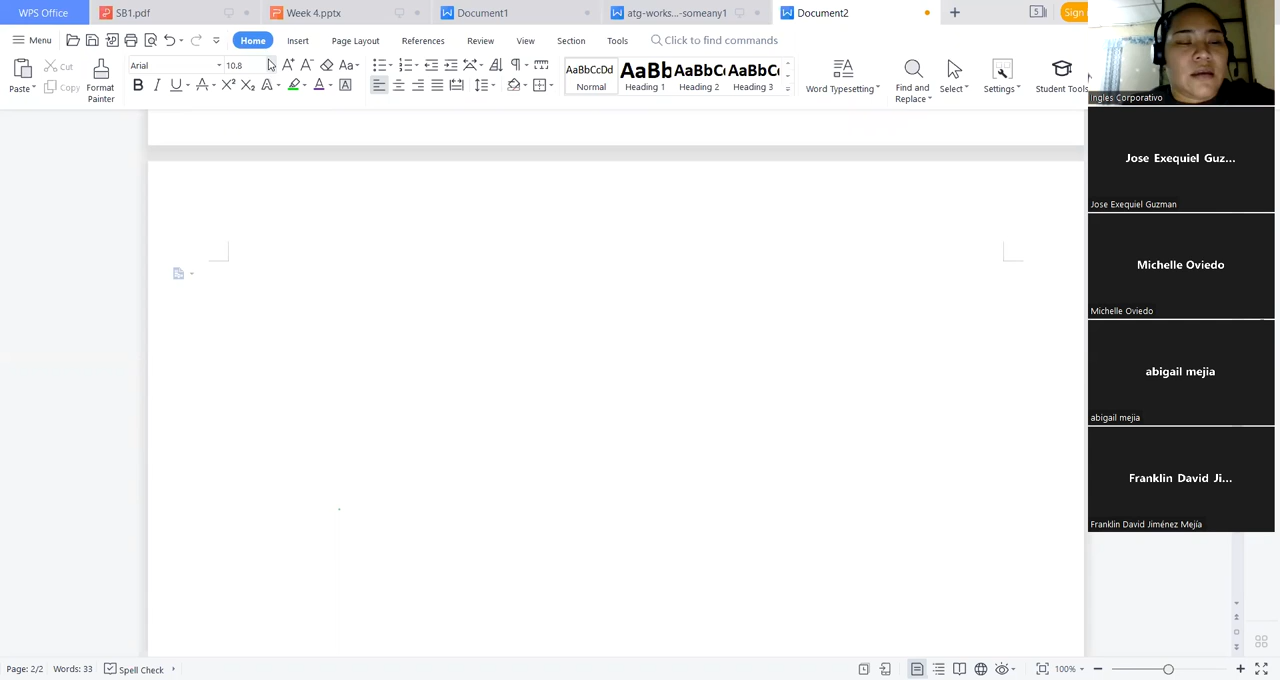 WPS Office SB1.pdf Week 4.pptx Document1 atg-works...-someany1 Document2 Sign
Menu Home Insert Page Layout References Review View Section Tools Click to find commands
Paste Cut Copy Format Painter
Arial 10.8
AaBbCcDd Normal
AaBb Heading 1
AaBbCc Heading 2
AaBbCc Heading 3
Word Typesetting
Find and Replace
Select
Settings
Student Tools
Ingles Corporativo
Jose Exequiel Guz...
Jose Exequiel Guzman
Michelle Oviedo
Michelle Oviedo
abigail mejia
abigail mejia
Franklin David Ji...
Franklin David Jiménez Mejía
Page: 2/2 Words: 33 Spell Check 100%